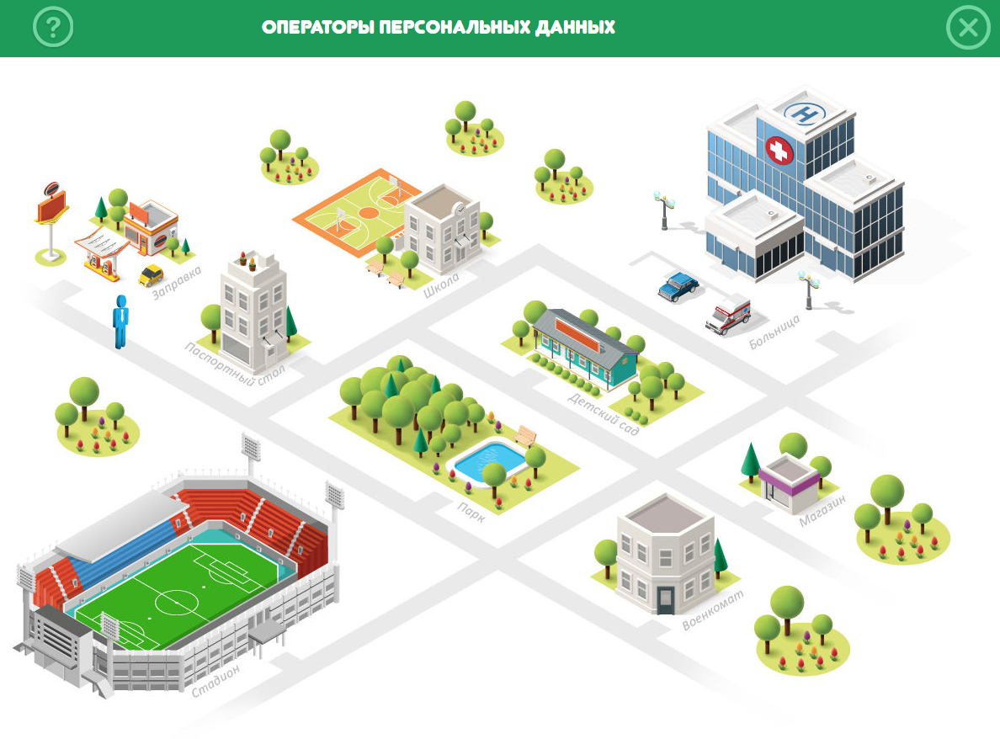 ?
ОПЕРАТОРЫ ПЕРСОНАЛЬНЫХ ДАННЫХ
H
Заправка
Школа
Больница
Паспортный стол
Детский сад
Магазин
Парк
Военкомат
Стадион